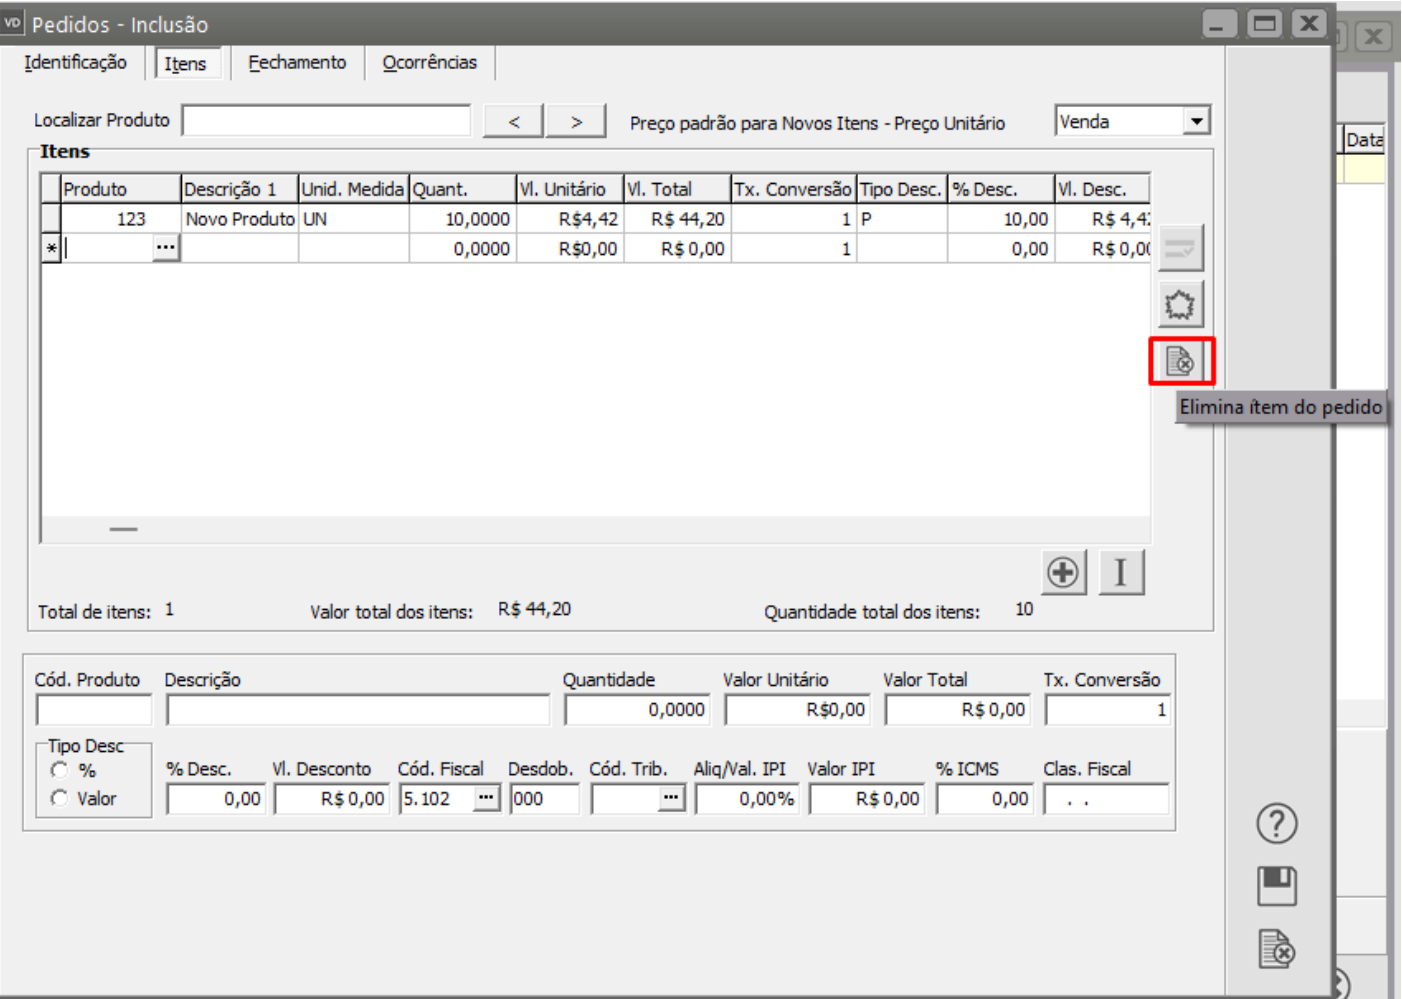 VD Pedidos - Inclusão
Identificação Itens Fechamento Ocorrências
Localizar Produto < > Preço padrão para Novos Itens - Preço Unitário Venda
Itens
Data
Produto Descrição 1 Unid. Medida Quant. Vl. Unitário Vl. Total Tx. Conversão Tipo Desc. % Desc. Vl. Desc.
123 Novo Produto UN 10,0000 R$4,42 R$ 44,20 1 P 10,00 R$ 4,42
* ... 0,0000 R$0,00 R$ 0,00 1 0,00 R$ 0,00
Elimina ítem do pedido
I
Total de itens: 1 Valor total dos itens: R$ 44,20 Quantidade total dos itens: 10
Cód. Produto Descrição Quantidade Valor Unitário Valor Total Tx. Conversão
0,0000 R$0,00 R$ 0,00 1
Tipo Desc
% % Desc. Vl. Desconto Cód. Fiscal Desdob. Cód. Trib. Aliq/Val. IPI Valor IPI % ICMS Clas. Fiscal
Valor 0,00 R$ 0,00 5.102 ... 000 ... 0,00% R$ 0,00 0,00 . .
?